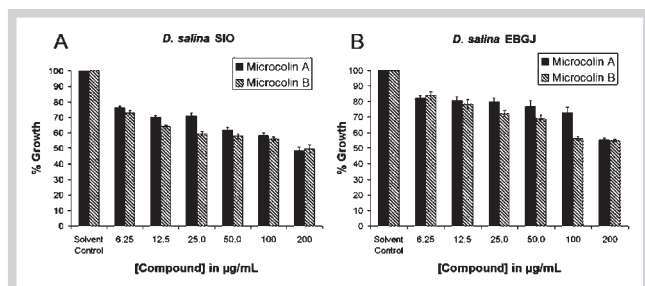 A
D. salina SIO
Microcolin A
Microcolin B
100
90
80
70
60
50
40
30
20
10
0
% Growth
Solvent Control
6.25
12.5
25.0
50.0
100
200
[Compound] in µg/mL
B
D. salina EBGJ
Microcolin A
Microcolin B
100
90
80
70
60
50
40
30
20
10
0
% Growth
Solvent Control
6.25
12.5
25.0
50.0
100
200
[Compound] in µg/mL